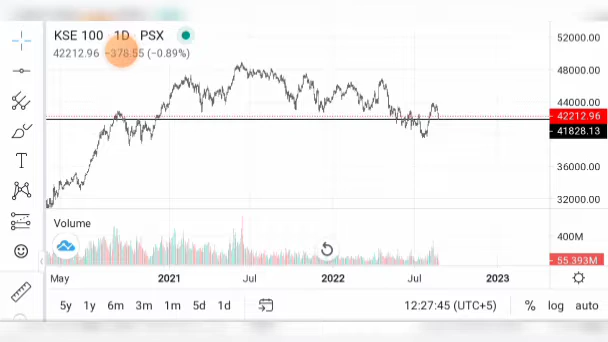 KSE 100 1D PSX
42212.96 −378.55 (−0.89%)
52000.00
48000.00
44000.00
42212.96
41828.13
36000.00
32000.00
Volume
400M
55.393M
May 2021 Jul 2022 Jul 2023
5y 1y 6m 3m 1m 5d 1d 12:27:45 (UTC+5) % log auto